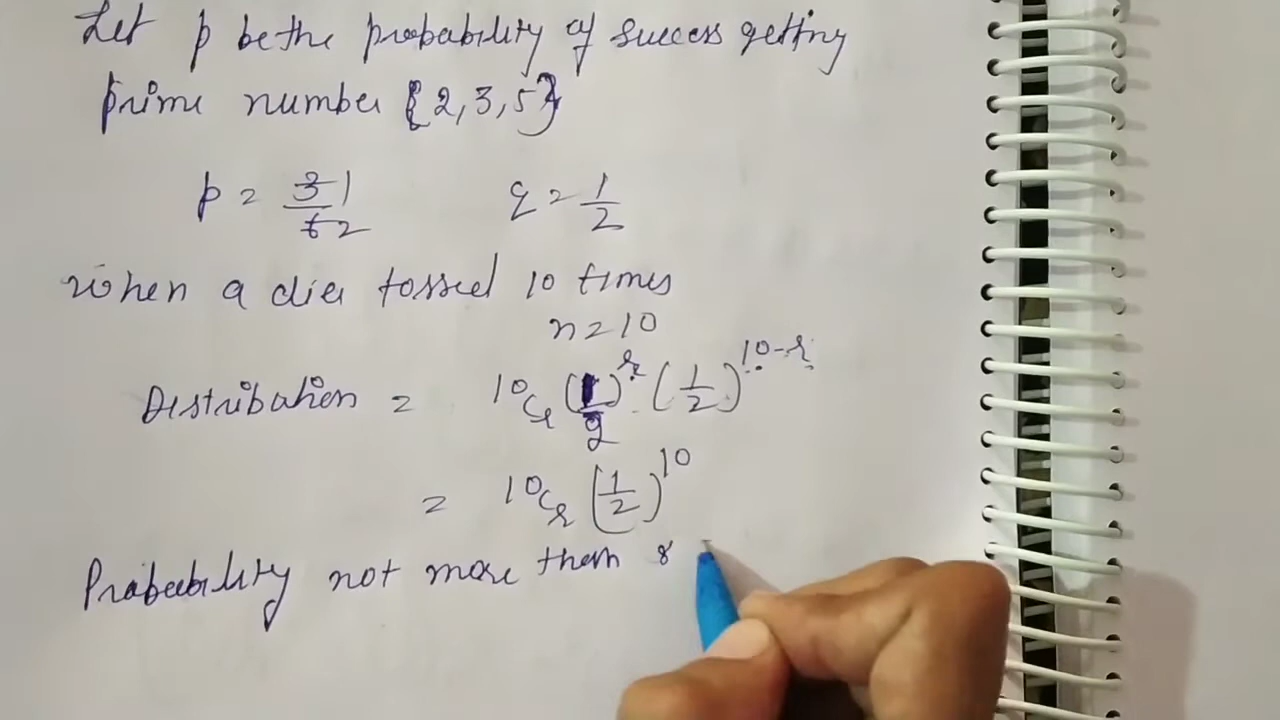 Let p be the probability of success getting
prime number {2,3,5}
p = 3/6 1/2 q = 1/2
When a die tossed 10 times
n = 10
Distribution = 10Cr (1/2)^r (1/2)^10-r
= 10Cr (1/2)^10
Probability not more than 8